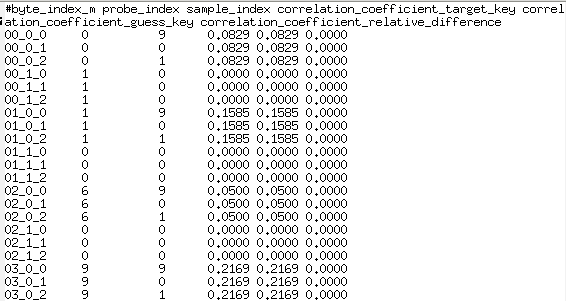 #byte_index_m probe_index sample_index correlation_coefficient_target_key correl
ation_coefficient_guess_key correlation_coefficient_relative_difference
00_0_0 0 9 0.0829 0.0829 0.0000
00_0_1 0 0 0.0829 0.0829 0.0000
00_0_2 0 1 0.0829 0.0829 0.0000
00_1_0 1 0 0.0000 0.0000 0.0000
00_1_1 1 0 0.0000 0.0000 0.0000
00_1_2 1 0 0.0000 0.0000 0.0000
01_0_0 1 9 0.1585 0.1585 0.0000
01_0_1 1 0 0.1585 0.1585 0.0000
01_0_2 1 1 0.1585 0.1585 0.0000
01_1_0 0 0 0.0000 0.0000 0.0000
01_1_1 0 0 0.0000 0.0000 0.0000
01_1_2 0 0 0.0000 0.0000 0.0000
02_0_0 6 9 0.0500 0.0500 0.0000
02_0_1 6 0 0.0500 0.0500 0.0000
02_0_2 6 1 0.0500 0.0500 0.0000
02_1_0 0 0 0.0000 0.0000 0.0000
02_1_1 0 0 0.0000 0.0000 0.0000
02_1_2 0 0 0.0000 0.0000 0.0000
03_0_0 9 9 0.2169 0.2169 0.0000
03_0_1 9 0 0.2169 0.2169 0.0000
03_0_2 9 1 0.2169 0.2169 0.0000